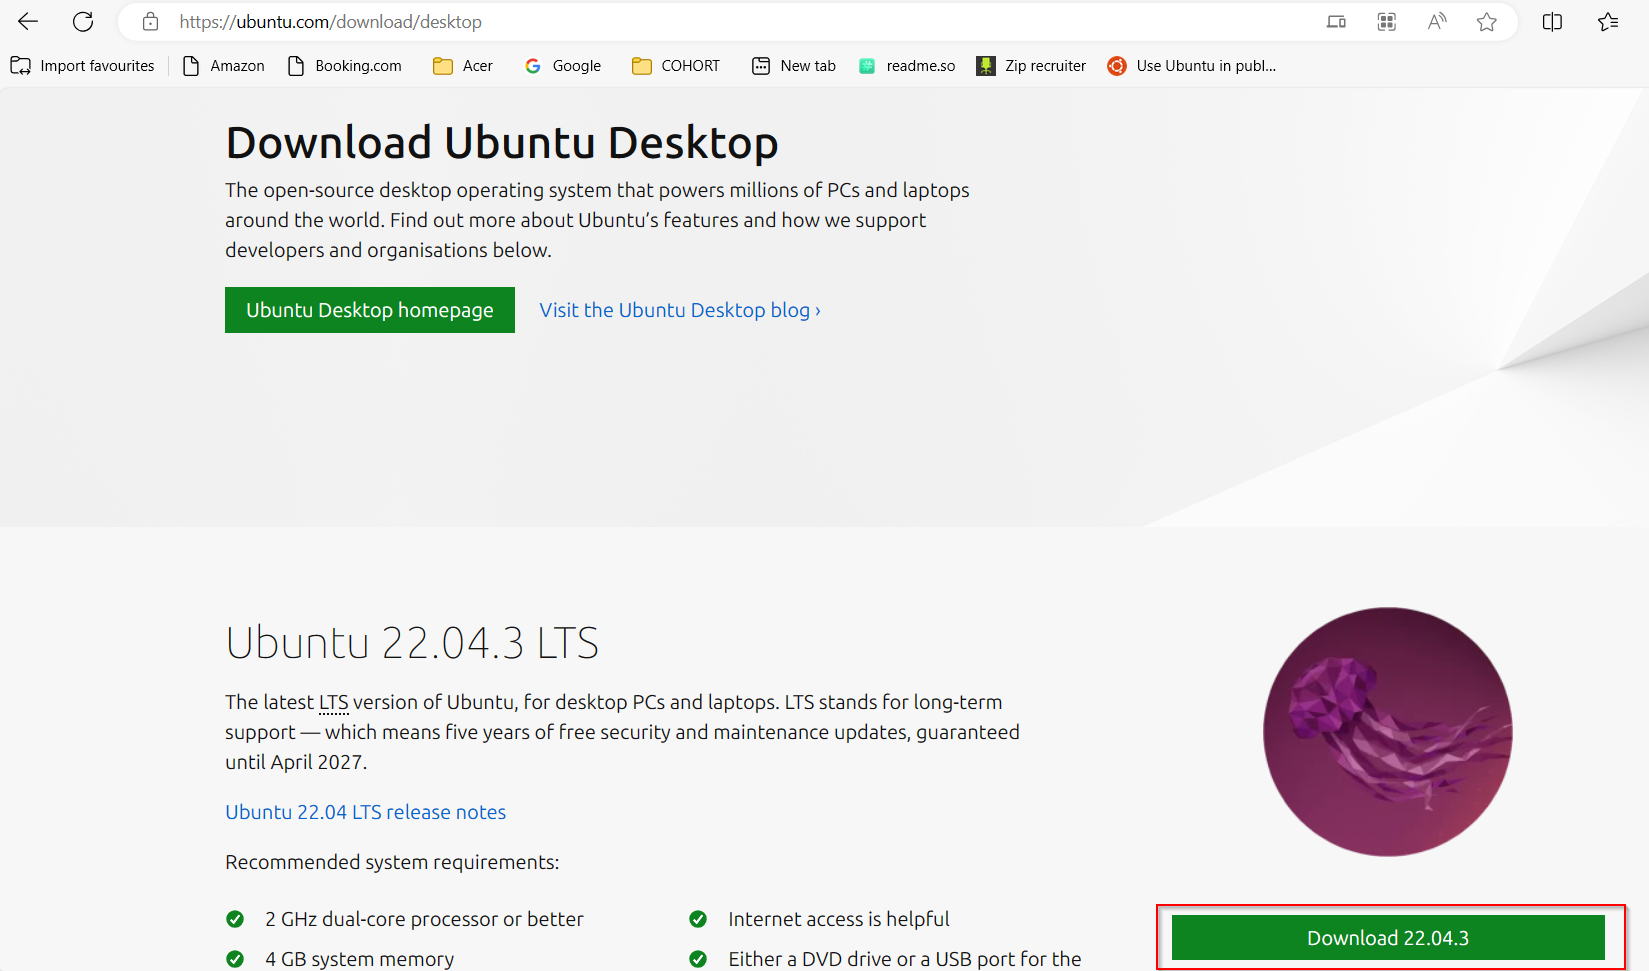 https://ubuntu.com/download/desktop
Import favourites Amazon Booking.com Acer Google COHORT New tab readme.so Zip recruiter Use Ubuntu in publ...
Download Ubuntu Desktop
The open-source desktop operating system that powers millions of PCs and laptops
around the world. Find out more about Ubuntu’s features and how we support
developers and organisations below.
Ubuntu Desktop homepage Visit the Ubuntu Desktop blog ›
Ubuntu 22.04.3 LTS
The latest LTS version of Ubuntu, for desktop PCs and laptops. LTS stands for long-term
support — which means five years of free security and maintenance updates, guaranteed
until April 2027.
Ubuntu 22.04 LTS release notes
Recommended system requirements:
2 GHz dual-core processor or better
4 GB system memory
Internet access is helpful
Either a DVD drive or a USB port for the
Download 22.04.3